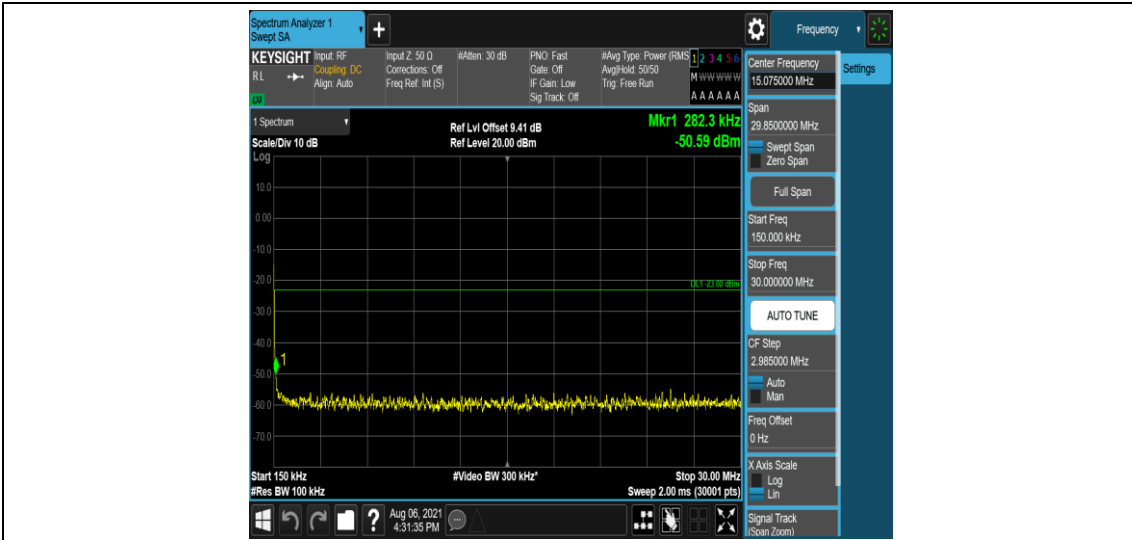 Spectrum Analyzer 1
Swept SA
+
Frequency
KEYSIGHT
RL
LXI
Input: RF
Coupling: DC
Align: Auto
Input Z: 50 Ω
Corrections: Off
Freq Ref: Int (S)
#Atten: 30 dB
PNO: Fast
Gate: Off
IF Gain: Low
Sig Track: Off
#Avg Type: Power (RMS
Avg|Hold: 50/50
Trig: Free Run
1 2 3 4 5 6
M W W W W W
A A A A A A
1 Spectrum
Scale/Div 10 dB
Log
Ref Lvl Offset 9.41 dB
Ref Level 20.00 dBm
Mkr1 282.3 kHz
-50.59 dBm
10.0
0.00
-10.0
-20.0
DL1 -23.00 dBm
-30.0
-40.0
1
-50.0
-60.0
-70.0
Start 150 kHz
#Res BW 100 kHz
#Video BW 300 kHz*
Stop 30.00 MHz
Sweep 2.00 ms (30001 pts)
?
Aug 06, 2021
4:31:35 PM
Center Frequency
15.075000 MHz
Settings
Span
29.8500000 MHz
Swept Span
Zero Span
Full Span
Start Freq
150.000 kHz
Stop Freq
30.000000 MHz
AUTO TUNE
CF Step
2.985000 MHz
Auto
Man
Freq Offset
0 Hz
X Axis Scale
Log
Lin
Signal Track
(Span Zoom)